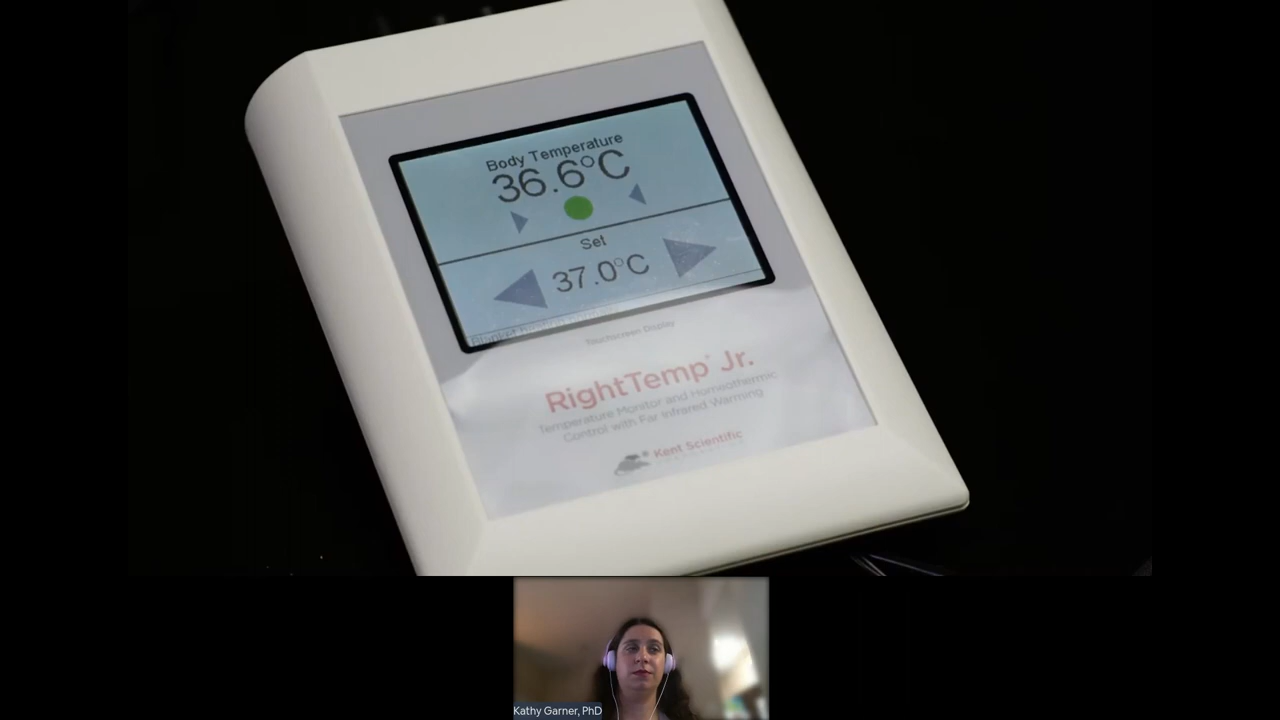 Body Temperature
36.6°C
Set
37.0°C
Touchscreen Display
RightTemp® Jr.
Temperature Monitor and Homeothermic
Control with Far Infrared Warming
Kent Scientific
Kathy Garner, PhD